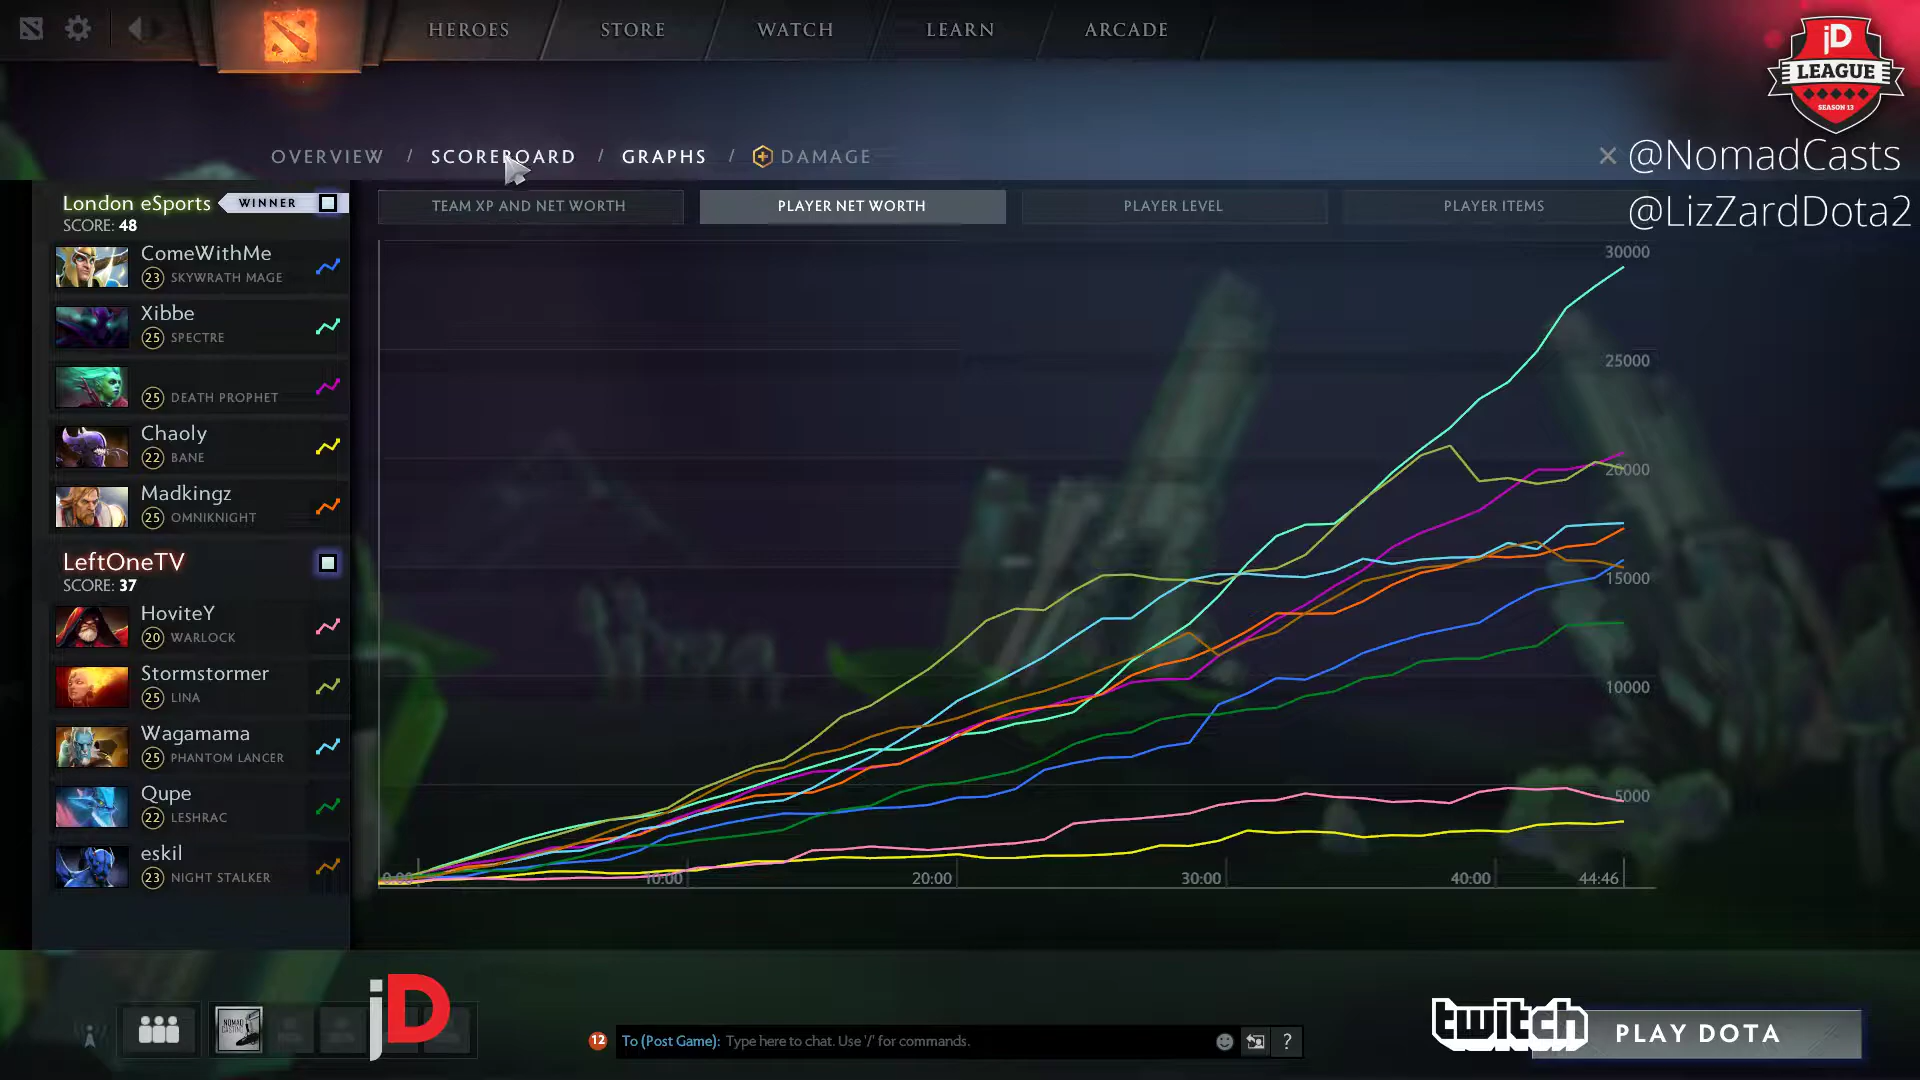 HEROES
STORE
WATCH
LEARN
ARCADE
jD
LEAGUE
SEASON 13
OVERVIEW / SCOREBOARD / GRAPHS / DAMAGE
@NomadCasts
@LizZardDota2
London eSports
WINNER
SCORE: 48
TEAM XP AND NET WORTH
PLAYER NET WORTH
PLAYER LEVEL
PLAYER ITEMS
ComeWithMe
23 SKYWRATH MAGE
Xibbe
25 SPECTRE
25 DEATH PROPHET
Chaoly
22 BANE
Madkingz
25 OMNIKNIGHT
LeftOneTV
SCORE: 37
HoviteY
20 WARLOCK
Stormstormer
25 LINA
Wagamama
25 PHANTOM LANCER
Qupe
22 LESHRAC
eskil
23 NIGHT STALKER
30000
25000
20000
15000
10000
5000
0:00
10:00
20:00
30:00
40:00
44:46
NOMAD
jD
12
To (Post Game): Type here to chat. Use '/' for commands.
?
twitch
PLAY DOTA